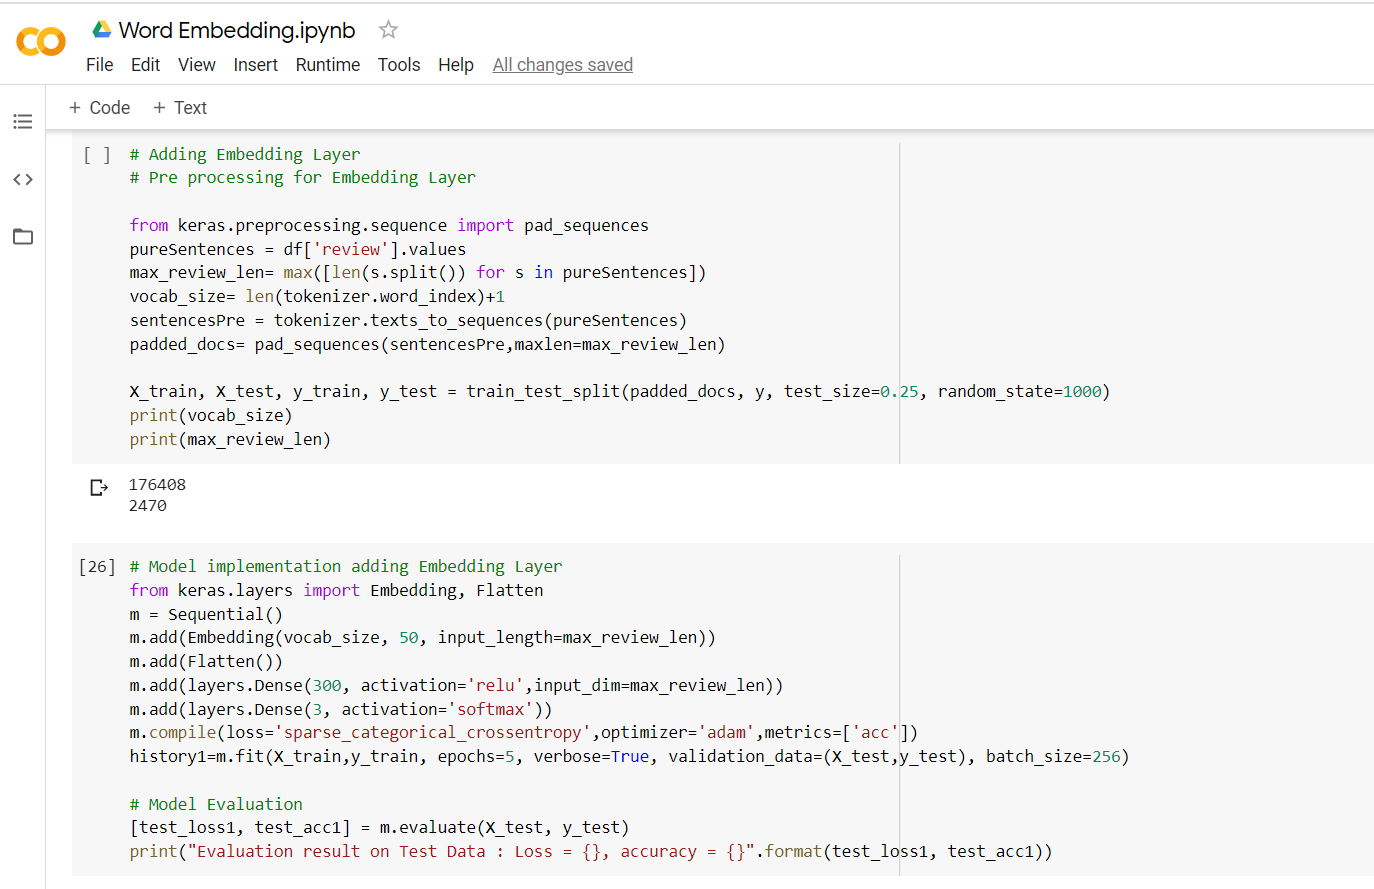 Word Embedding.ipynb
File Edit View Insert Runtime Tools Help All changes saved
+ Code + Text
[ ] # Adding Embedding Layer
# Pre processing for Embedding Layer
from keras.preprocessing.sequence import pad_sequences
pureSentences = df['review'].values
max_review_len= max([len(s.split()) for s in pureSentences])
vocab_size= len(tokenizer.word_index)+1
sentencesPre = tokenizer.texts_to_sequences(pureSentences)
padded_docs= pad_sequences(sentencesPre,maxlen=max_review_len)
X_train, X_test, y_train, y_test = train_test_split(padded_docs, y, test_size=0.25, random_state=1000)
print(vocab_size)
print(max_review_len)
176408
2470
[26] # Model implementation adding Embedding Layer
from keras.layers import Embedding, Flatten
m = Sequential()
m.add(Embedding(vocab_size, 50, input_length=max_review_len))
m.add(Flatten())
m.add(layers.Dense(300, activation='relu',input_dim=max_review_len))
m.add(layers.Dense(3, activation='softmax'))
m.compile(loss='sparse_categorical_crossentropy',optimizer='adam',metrics=['acc'])
history1=m.fit(X_train,y_train, epochs=5, verbose=True, validation_data=(X_test,y_test), batch_size=256)
# Model Evaluation
[test_loss1, test_acc1] = m.evaluate(X_test, y_test)
print("Evaluation result on Test Data : Loss = {}, accuracy = {}".format(test_loss1, test_acc1))